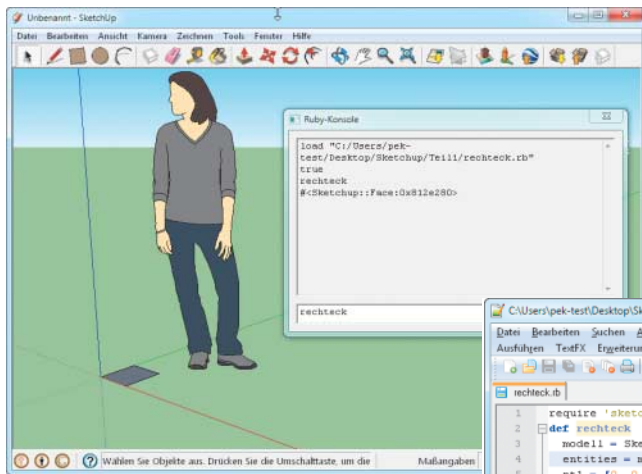 Unbenannt - SketchUp
Datei Bearbeiten Ansicht Kamera Zeichnen Tools Fenster Hilfe
Ruby-Konsole
load "C:/Users/pek-
test/Desktop/Sketchup/Teil1/rechteck.rb"
true
rechteck
#<Sketchup::Face:0x812e280>
rechteck
Wählen Sie Objekte aus. Drücken Sie die Umschalttaste, um die
Maßangaben
C:\Users\pek-test\Desktop\Sk
Datei Bearbeiten Suchen A
Ausführen TextFX Erweiterun
rechteck.rb
1 require 'sketc
2 def rechteck
3 modell = Ske
4 entities = m